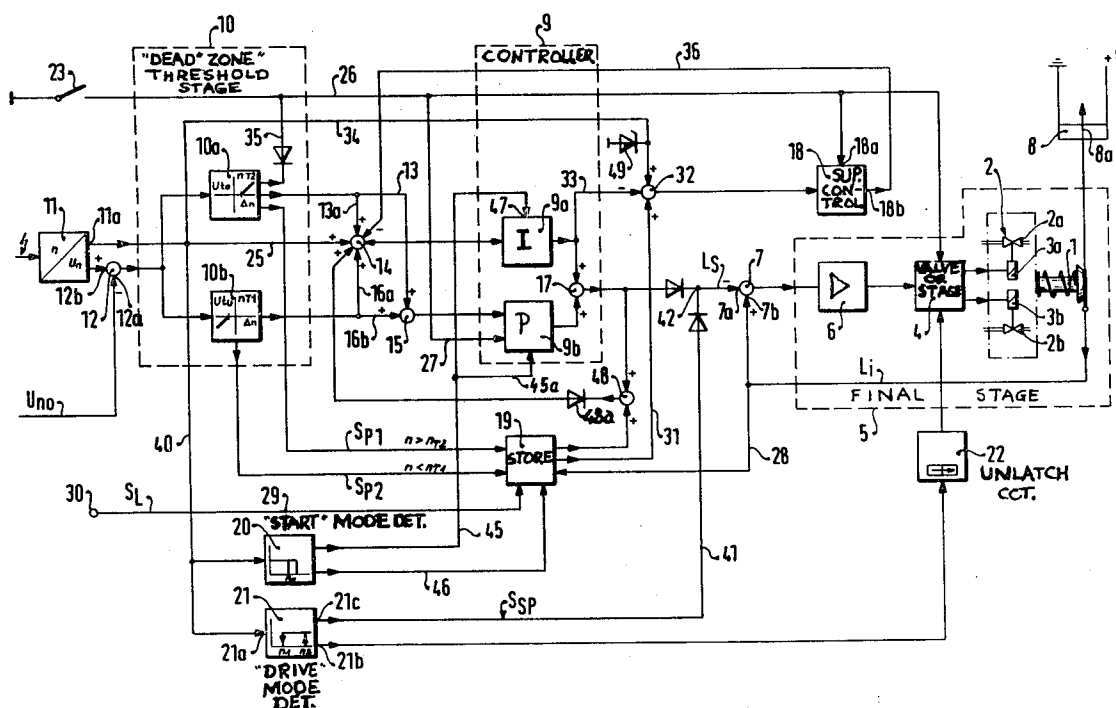 10
9
"DEAD" ZONE"
THRESHOLD
STAGE
CONTROLLER
23
26
36
34
35
10a
nT2
Δn
13
13a
49
32
33
18
18a
SUP.
CON-
TROL
18b
8
8a
2
2a
3a
1
11
11a
n
Un
12b
12
12a
25
14
47
9a
I
10b
nT1
Δn
16a
16b
15
17
P
9b
27
45a
42
LS
7
7a
7b
6
VALVE
OR
STAGE
4
3b
2b
Li
FINAL STAGE
5
Uno
48
48a
31
28
40
SP1
n > nT2
19
STORE
n < nT1
SP2
22
UNLATCH
CCT.
30
SL
29
"START" MODE DET.
20
45
46
41
21
21c
SSP
21a
n1
n2
21b
"DRIVE"
MODE
DET.